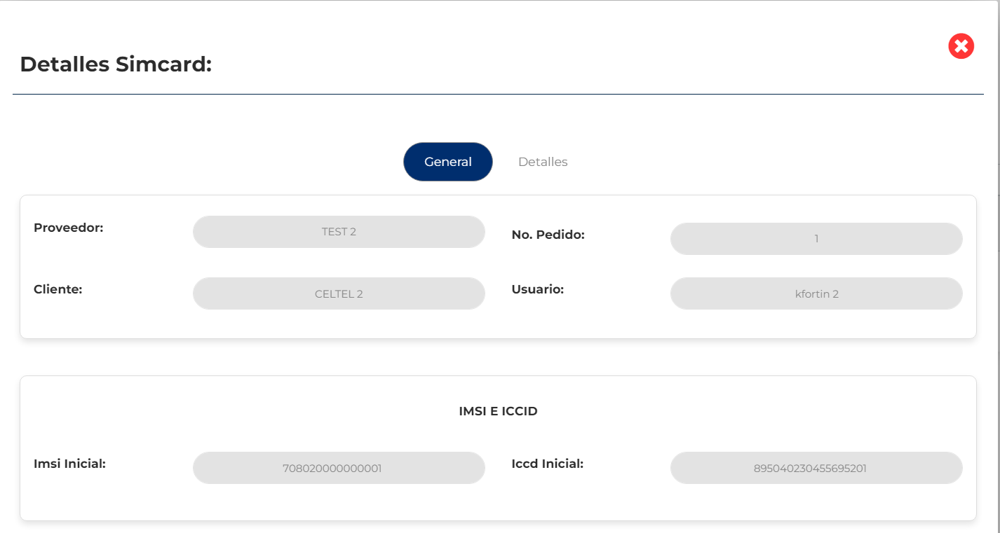 Detalles Simcard:
General Detalles
Proveedor: TEST 2 No. Pedido: 1
Cliente: CELTEL 2 Usuario: kfortin 2
IMSI E ICCID
Imsi Inicial: 708020000000001 Iccd Inicial: 895040230455695201